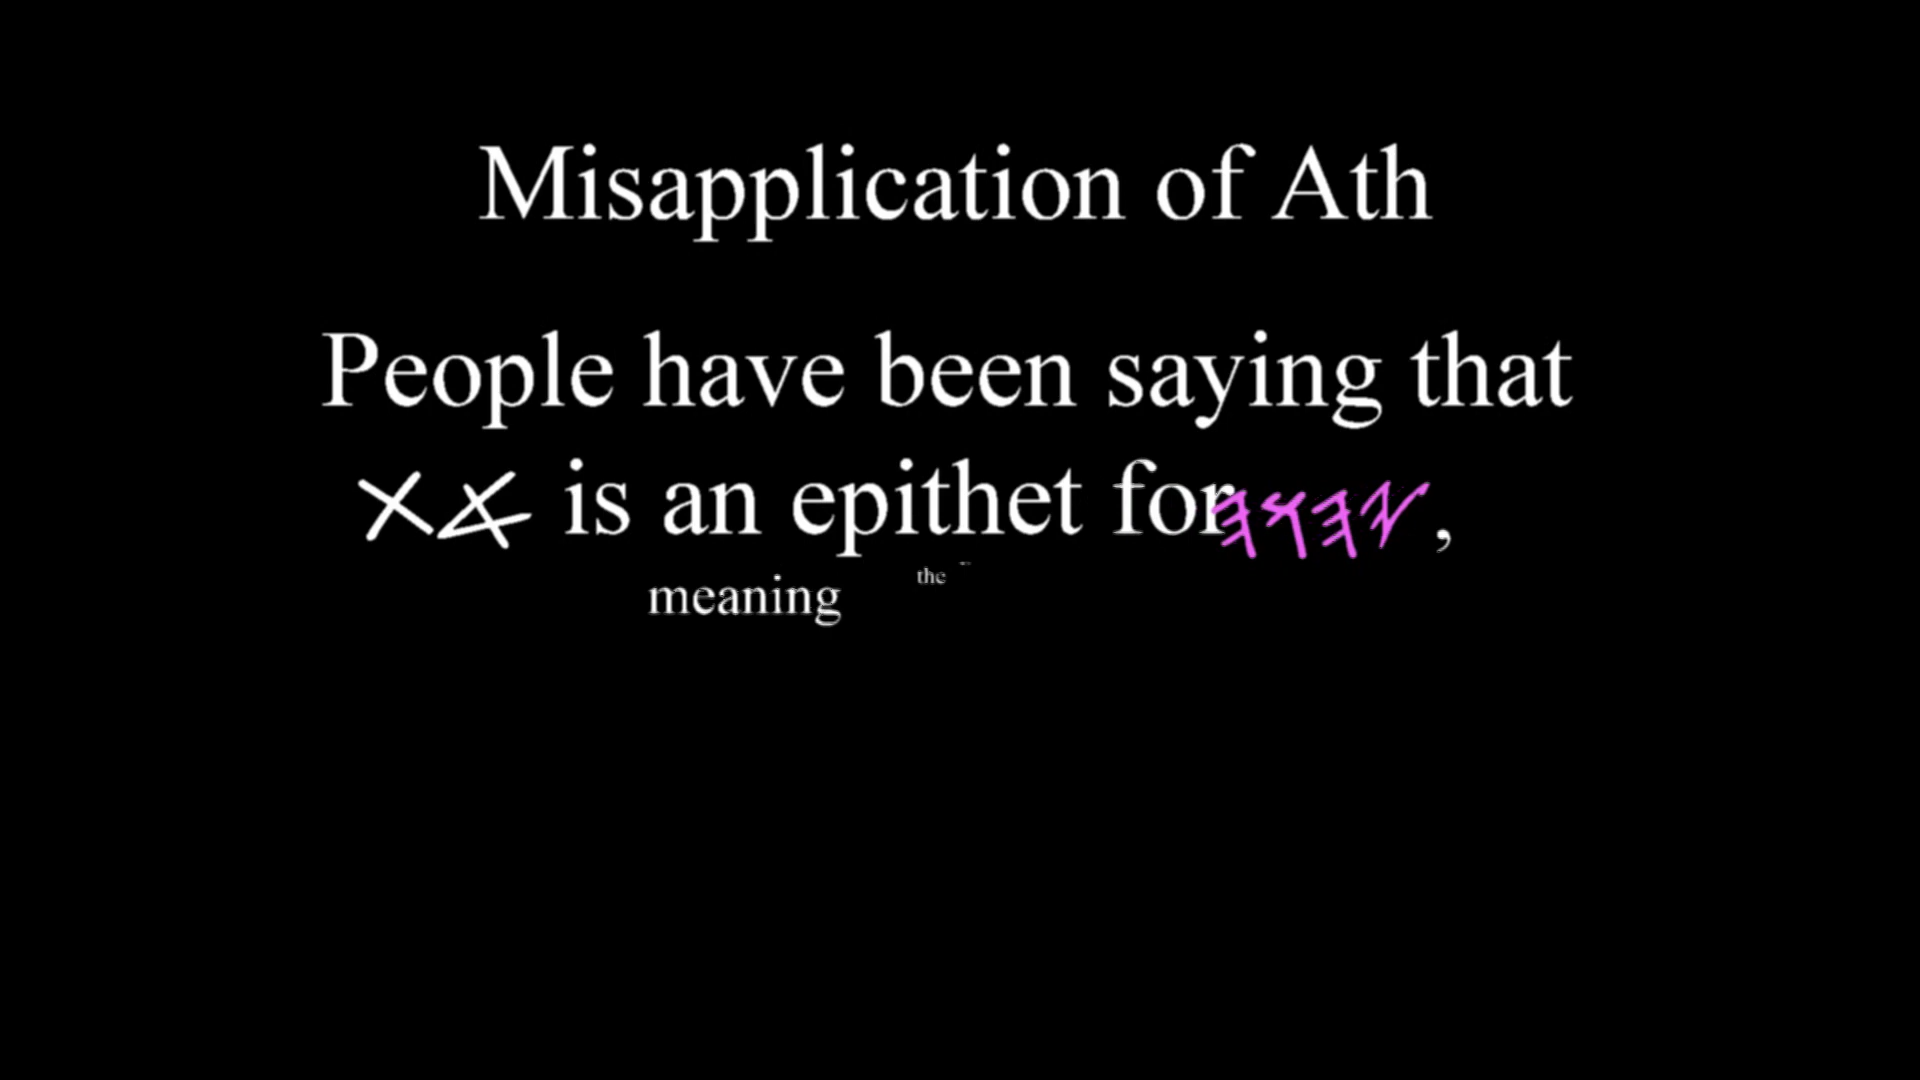 Misapplication of Ath
People have been saying that
𐤀𐤕 is an epithet for 𐤉𐤄𐤅𐤄,
meaning the